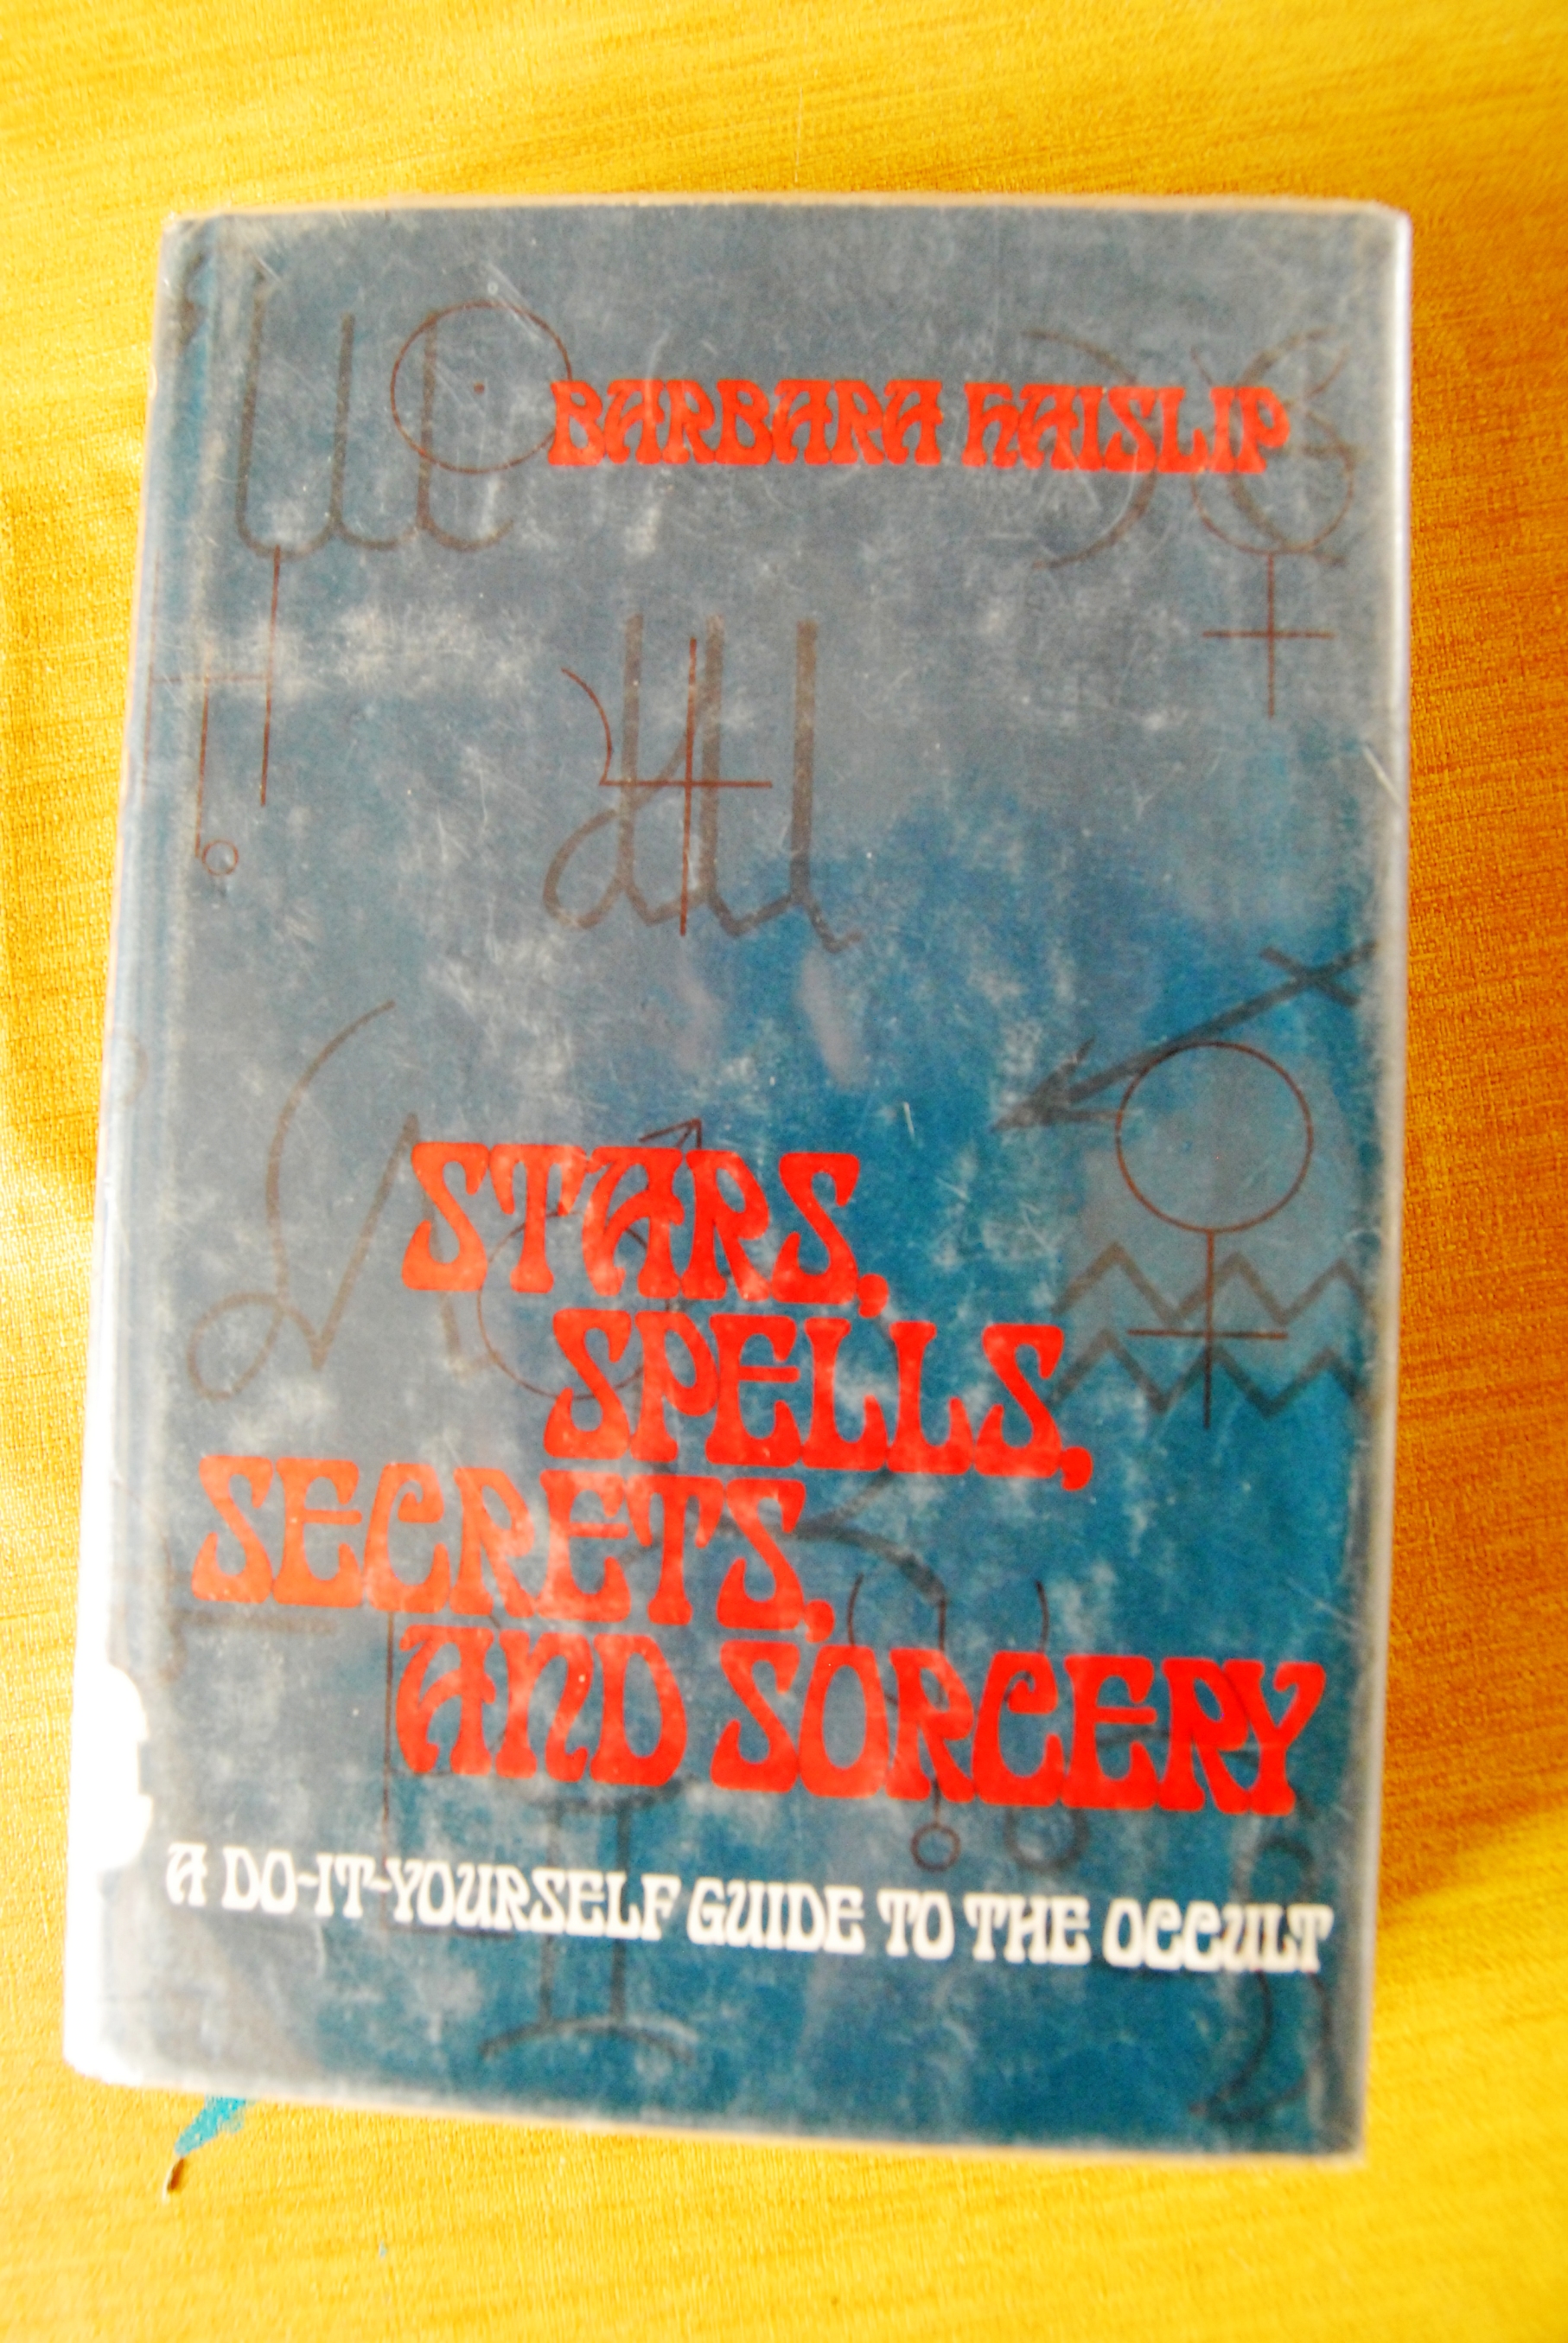 BARBARA HAISLIP
STARS,
SPELLS,
SECRETS,
AND SORCERY
A DO-IT-YOURSELF GUIDE TO THE OCCULT